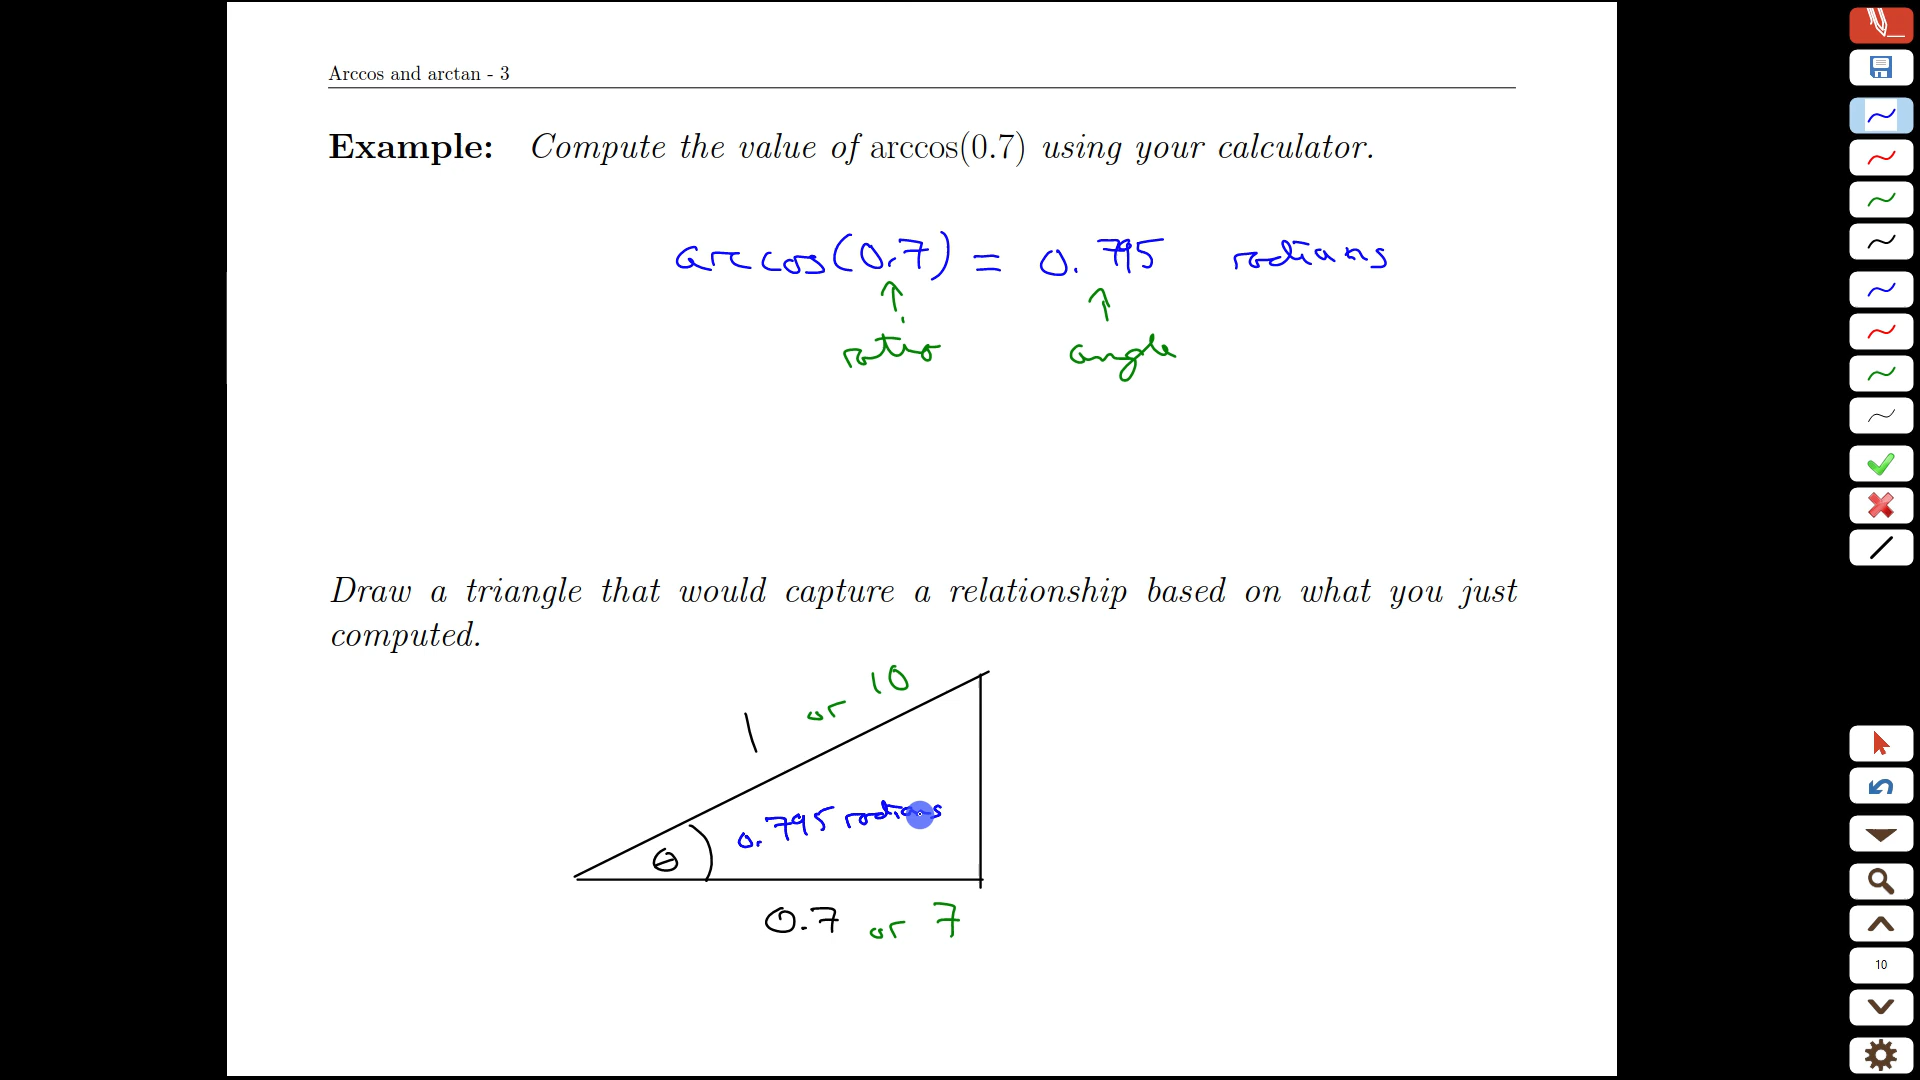 Arccos and arctan - 3
Example: Compute the value of arccos(0.7) using your calculator.
arccos(0.7) = 0.795 radians
ratio angle
Draw a triangle that would capture a relationship based on what you just
computed.
1 or 10
0.795 radians
θ
0.7 or 7
10